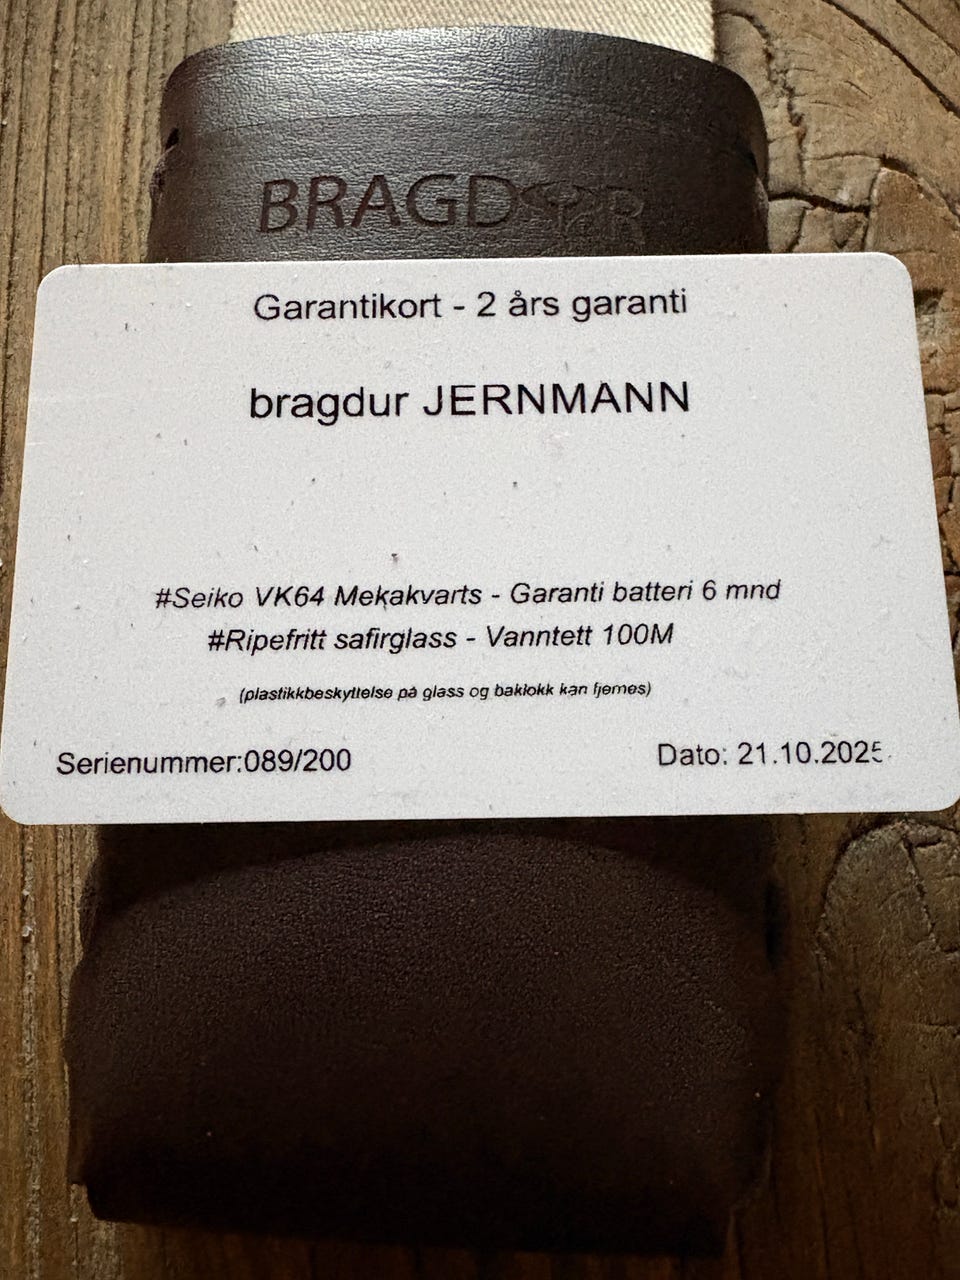 BRAGDUR
Garantikort - 2 års garanti
bragdur JERNMANN
#Seiko VK64 Mekakvarts - Garanti batteri 6 mnd
#Ripefritt safirglass - Vanntett 100M
(plastikkbeskyttelse på glass og baklokk kan fjernes)
Serienummer:089/200
Dato: 21.10.2025